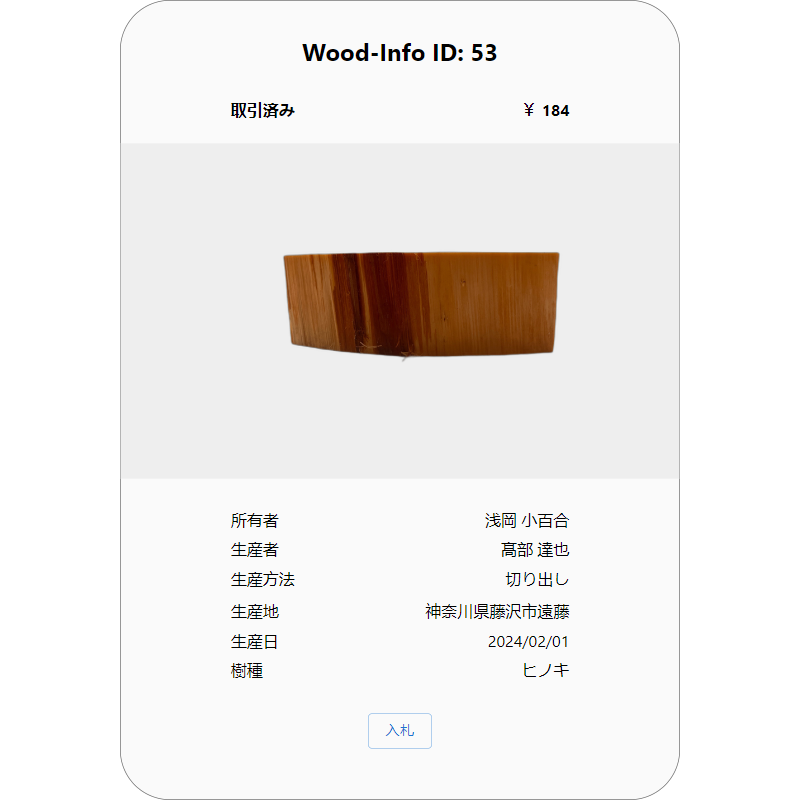 Wood-Info ID: 53
取引済み ¥ 184
所有者 浅岡 小百合
生産者 高部 達也
生産方法 切り出し
生産地 神奈川県藤沢市遠藤
生産日 2024/02/01
樹種 ヒノキ
入札